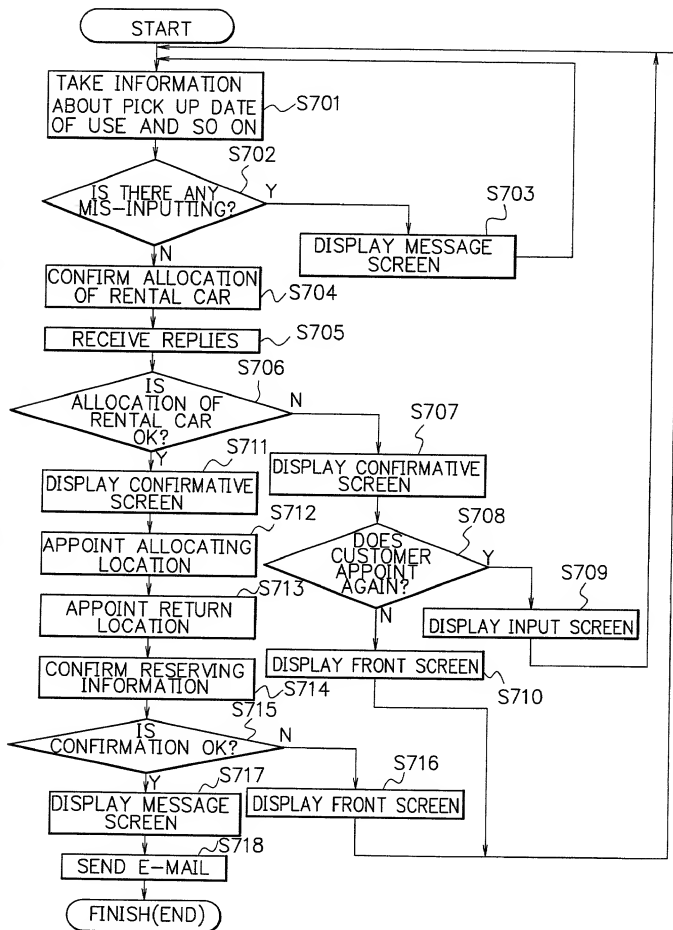 START
TAKE INFORMATION
ABOUT PICK UP DATE
OF USE AND SO ON
S701
S702
IS THERE ANY
MIS-INPUTTING?
Y
N
S703
DISPLAY MESSAGE
SCREEN
CONFIRM ALLOCATION
OF RENTAL CAR
S704
RECEIVE REPLIES
S705
S706
IS
ALLOCATION OF
RENTAL CAR
OK?
N
Y
S707
DISPLAY CONFIRMATIVE
SCREEN
S711
DISPLAY CONFIRMATIVE
SCREEN
S708
DOES
CUSTOMER
APPOINT
AGAIN?
Y
N
S712
APPOINT ALLOCATING
LOCATION
S709
DISPLAY INPUT SCREEN
S713
APPOINT RETURN
LOCATION
DISPLAY FRONT SCREEN
S710
CONFIRM RESERVING
INFORMATION
S714
S715
IS
CONFIRMATION OK?
N
Y
S716
DISPLAY FRONT SCREEN
S717
DISPLAY MESSAGE
SCREEN
S718
SEND E-MAIL
FINISH(END)